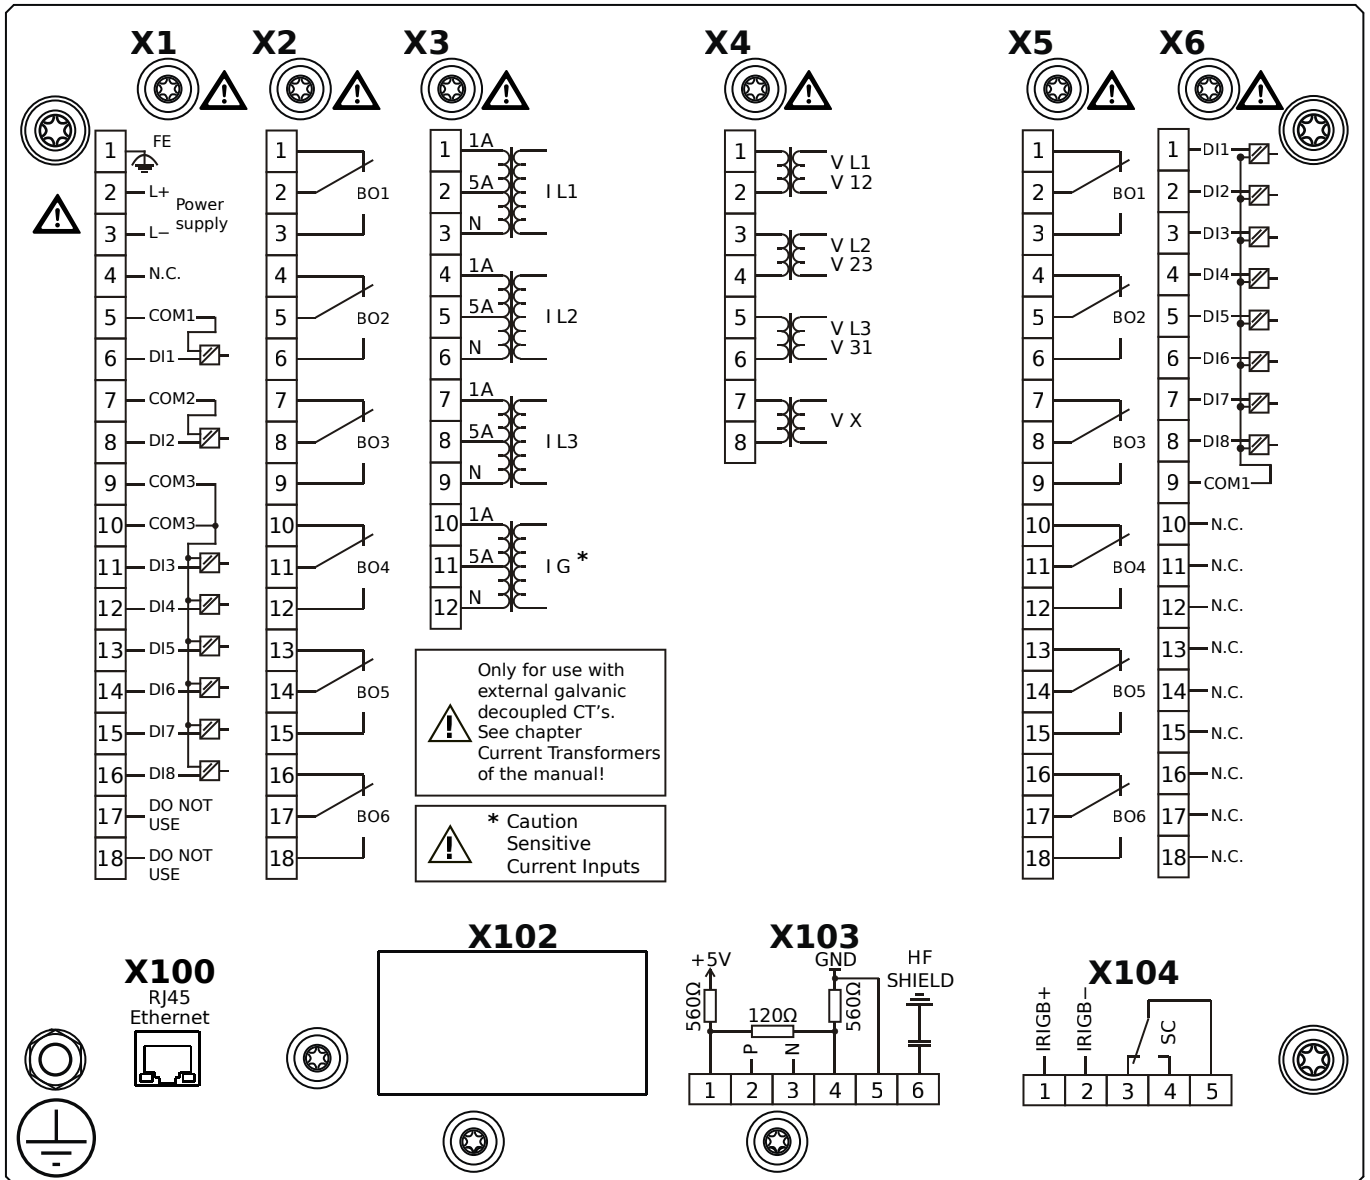 X1
1
FE
2
L+
Power
supply
3
L−
4
N.C.
5
COM1
6
DI1
7
COM2
8
DI2
9
COM3
10
COM3
11
DI3
12
DI4
13
DI5
14
DI6
15
DI7
16
DI8
17
DO NOT
USE
18
DO NOT
USE
X2
1
2
BO1
3
4
5
BO2
6
7
8
BO3
9
10
11
BO4
12
13
14
BO5
15
16
17
BO6
18
X3
1
1A
2
5A
I L1
3
N
4
1A
5
5A
I L2
6
N
7
1A
8
5A
I L3
9
N
10
1A
11
5A
I G *
12
N
Only for use with
external galvanic
decoupled CT's.
See chapter
Current Transformers
of the manual!
* Caution
Sensitive
Current Inputs
X4
1
V L1
2
V 12
3
V L2
4
V 23
5
V L3
6
V 31
7
V X
8
X5
1
2
BO1
3
4
5
BO2
6
7
8
BO3
9
10
11
BO4
12
13
14
BO5
15
16
17
BO6
18
X6
1
DI1
2
DI2
3
DI3
4
DI4
5
DI5
6
DI6
7
DI7
8
DI8
9
COM1
10
N.C.
11
N.C.
12
N.C.
13
N.C.
14
N.C.
15
N.C.
16
N.C.
17
N.C.
18
N.C.
X100
RJ45
Ethernet
X102
X103
+5V
GND
HF
SHIELD
560Ω
120Ω
560Ω
P
N
1 2 3 4 5 6
X104
IRIGB+
IRIGB−
SC
1 2 3 4 5